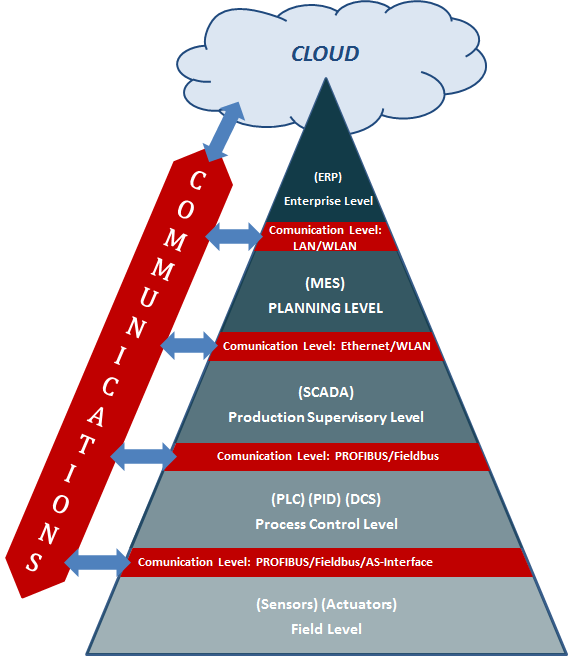 CLOUD
(ERP)
Enterprise Level
Comunication Level:
LAN/WLAN
(MES)
PLANNING LEVEL
Comunication Level: Ethernet/WLAN
(SCADA)
Production Supervisory Level
Comunication Level: PROFIBUS/Fieldbus
(PLC) (PID) (DCS)
Process Control Level
Comunication Level: PROFIBUS/Fieldbus/AS-Interface
(Sensors) (Actuators)
Field Level
COMMUNICATIONS